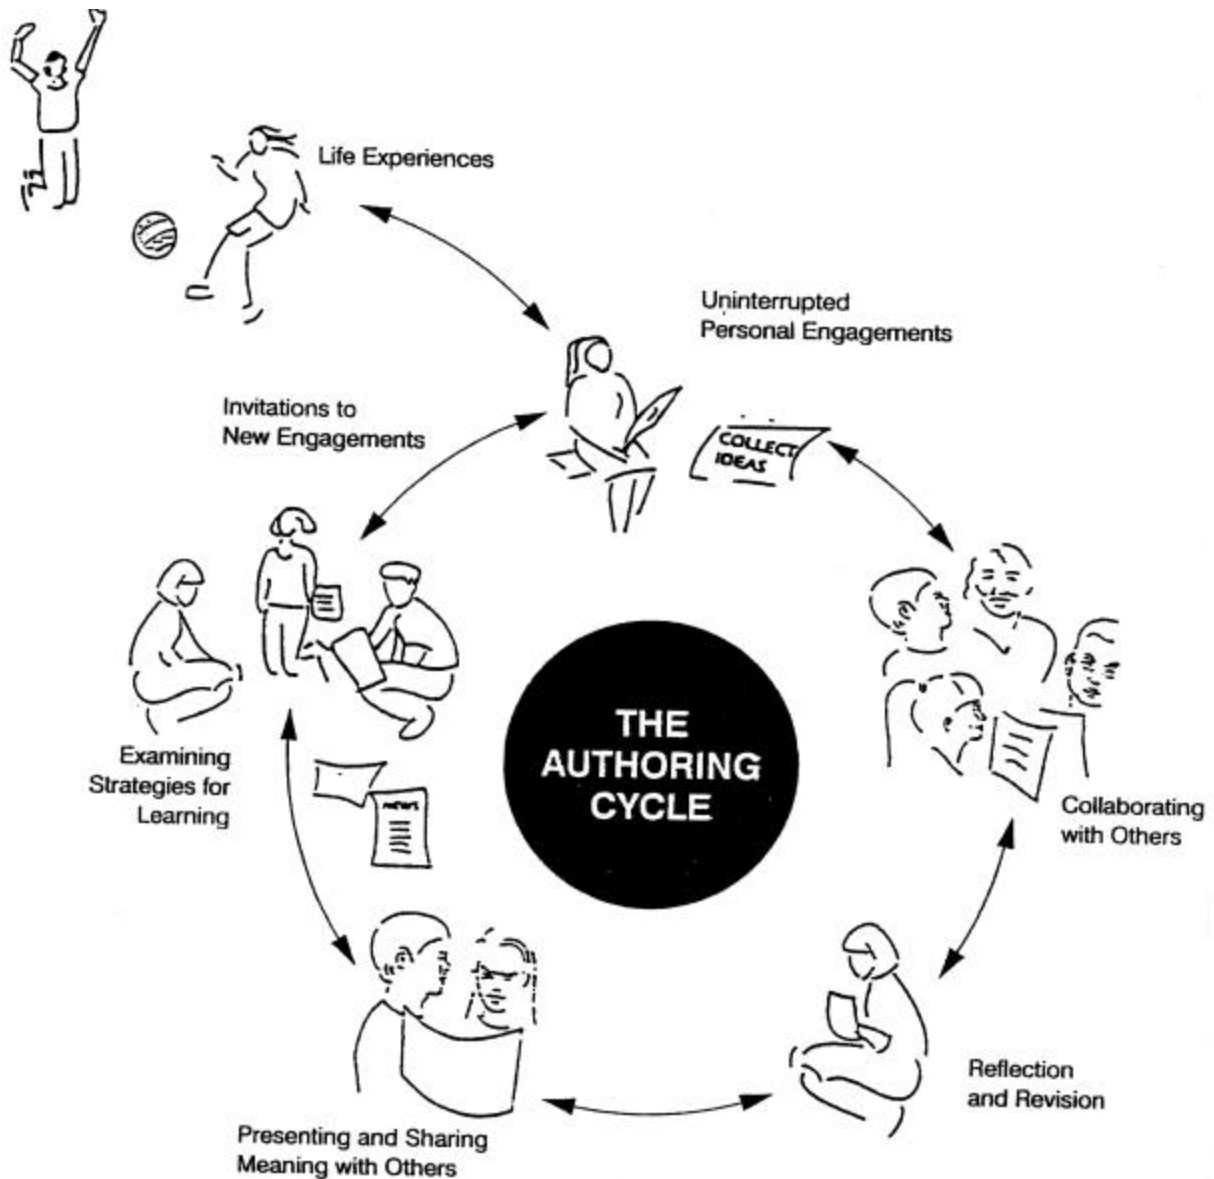 Life Experiences
Uninterrupted
Personal Engagements
Invitations to
New Engagements
COLLECT
IDEAS
THE
AUTHORING
CYCLE
Examining
Strategies for
Learning
NEWS
Collaborating
with Others
Reflection
and Revision
Presenting and Sharing
Meaning with Others